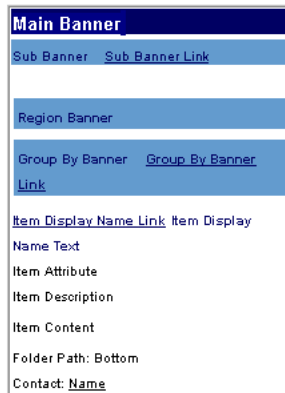 Main Banner
Sub Banner Sub Banner Link
Region Banner
Group By Banner Group By Banner
Link
Item Display Name Link Item Display
Name Text
Item Attribute
Item Description
Item Content
Folder Path: Bottom
Contact: Name